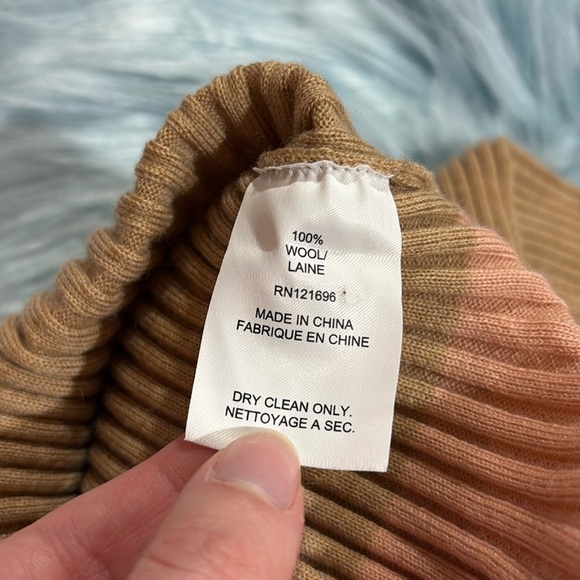 100%
WOOL/
LAINE
RN121696
MADE IN CHINA
FABRIQUE EN CHINE
DRY CLEAN ONLY.
NETTOYAGE A SEC.